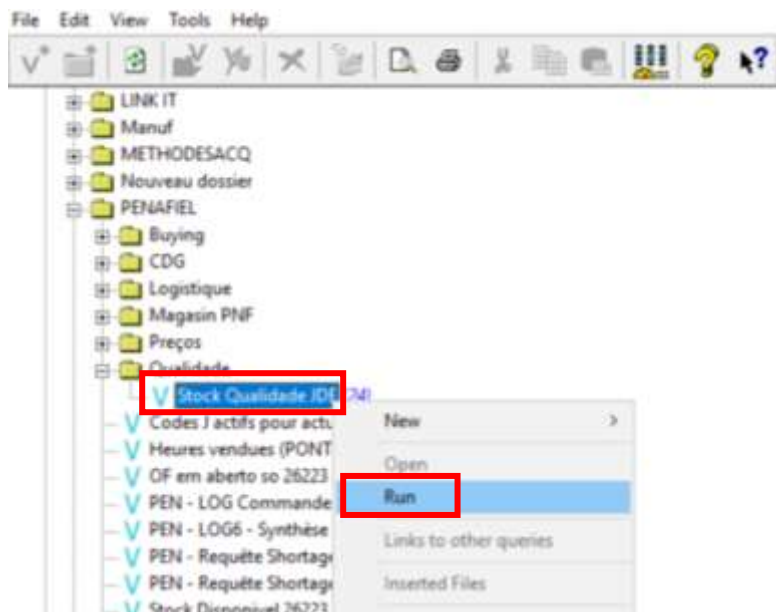 File Edit View Tools Help
LINK IT
Manuf
METHODESACQ
Nouveau dossier
PENAFIEL
Buying
CDG
Logistique
Magasin PNF
Preços
Qualidade
Stock Qualidade JDE (74)
Codes J actifs pour actu
Heures vendues (PONT
OF em aberto so 26223
PEN - LOG Commande
PEN - LOG6 - Synthèse
PEN - Requête Shortage
PEN - Requête Shortage
Stock Disponivel 26223
New
Open
Run
Links to other queries
Inserted Files